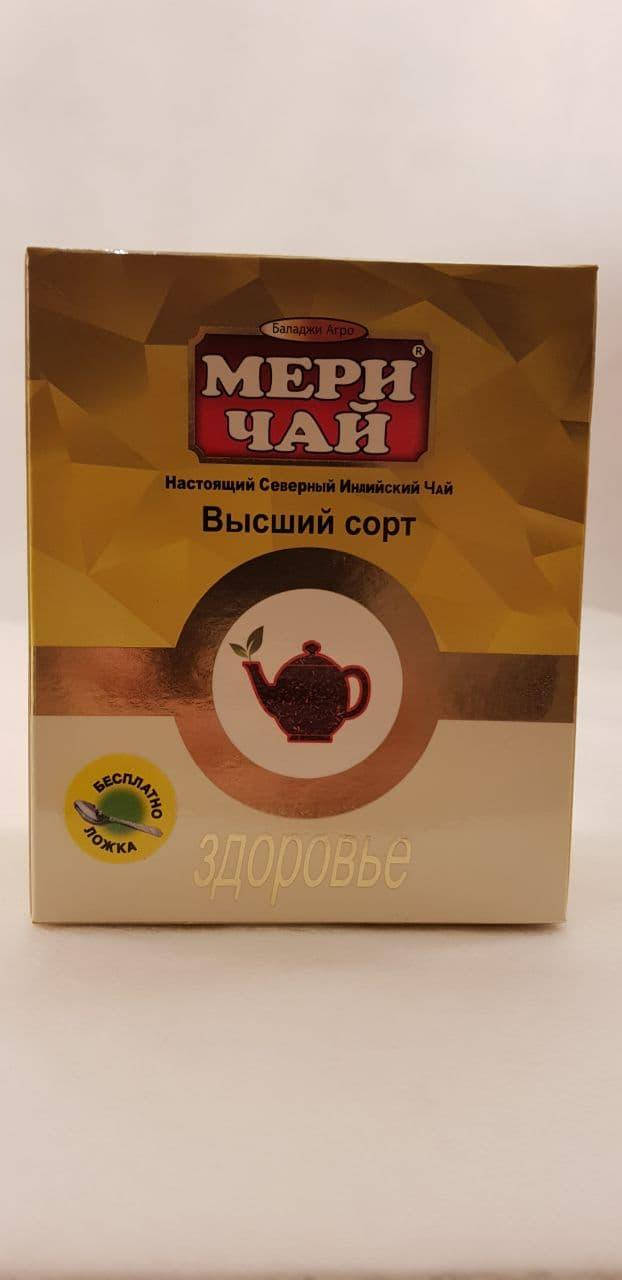 Баладжи Агро
МЕРИ®
ЧАЙ
Настоящий Северный Индийский Чай
Высший сорт
БЕСПЛАТНО
ЛОЖКА
здоровье